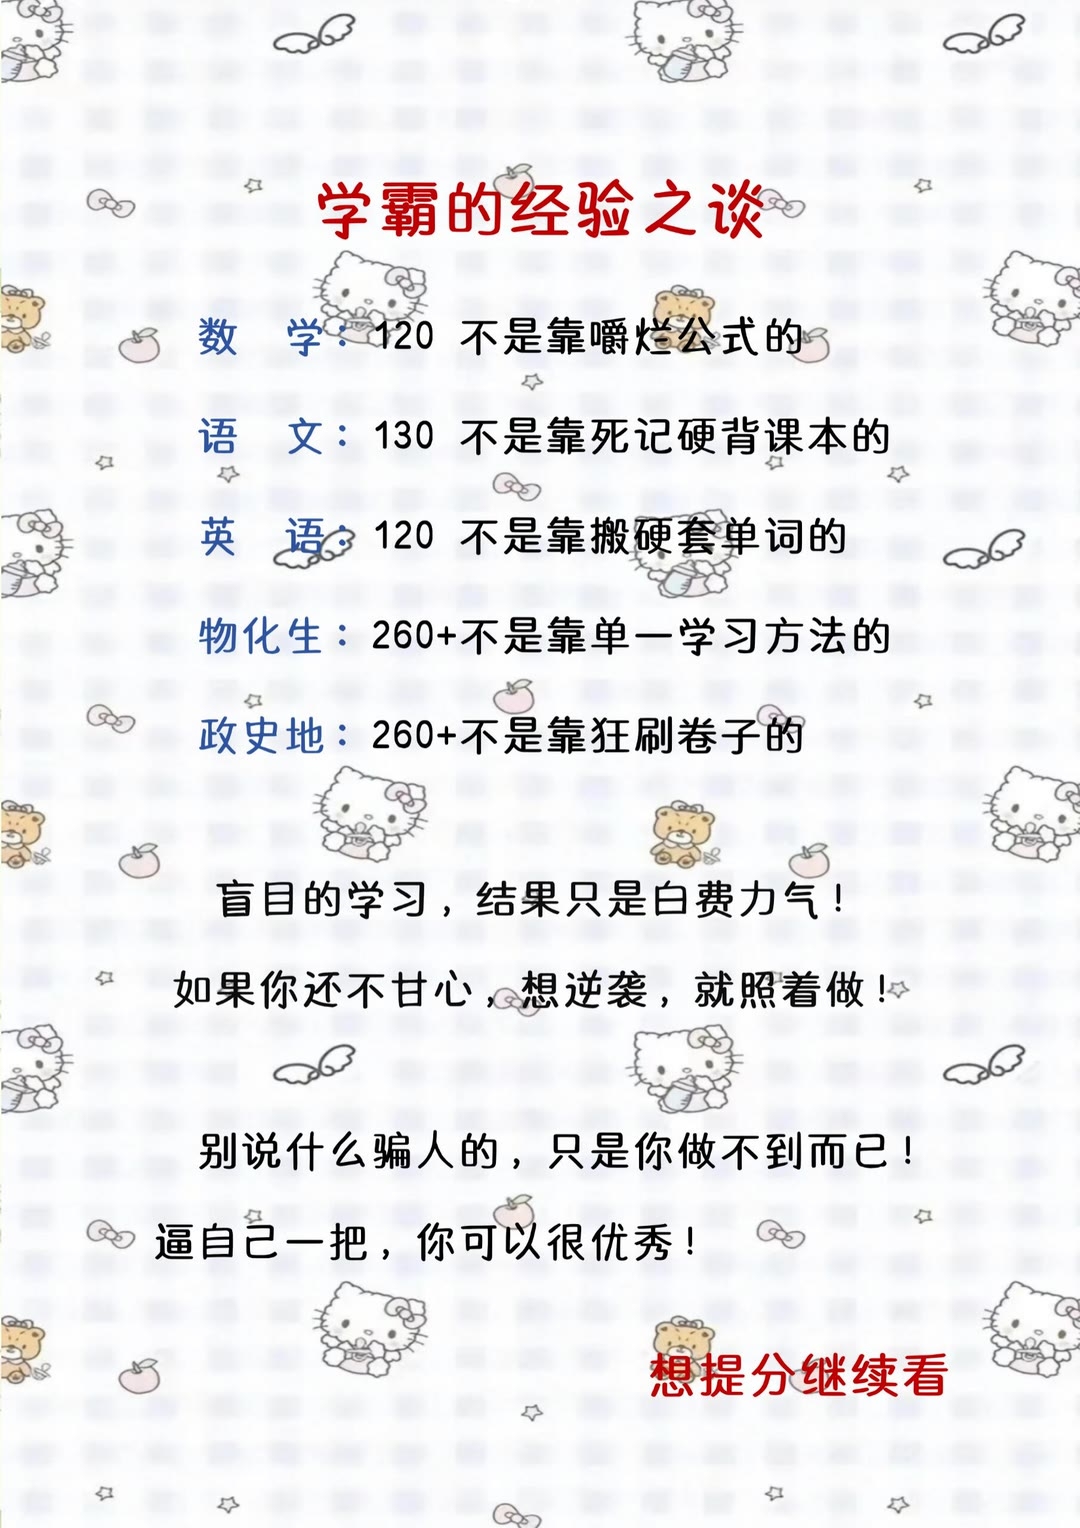 学霸的经验之谈
数 学：120 不是靠嚼烂公式的
语 文：130 不是靠死记硬背课本的
英 语：120 不是靠搬硬套单词的
物化生：260+不是靠单一学习方法的
政史地：260+不是靠狂刷卷子的
盲目的学习，结果只是白费力气！
如果你还不甘心，想逆袭，就照着做！
别说什么骗人的，只是你做不到而已！
逼自己一把，你可以很优秀！
想提分继续看